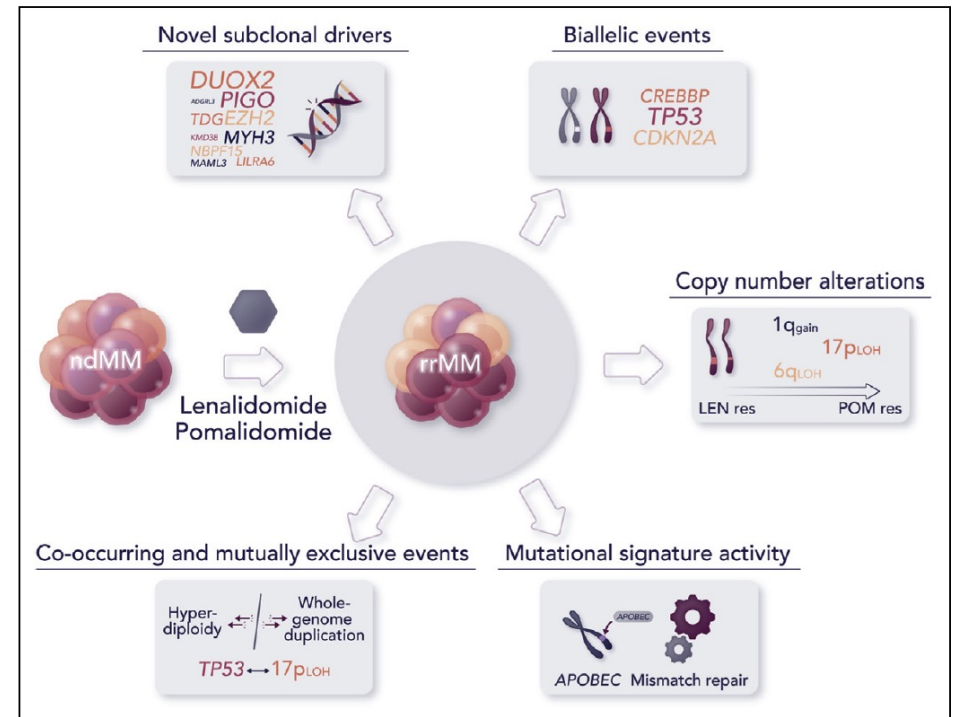 Novel subclonal drivers
DUOX2
ADGRL3 PIGO
TDG EZH2
KMD3B MYH3
NBPF15
MAML3 LILRA6
Biallelic events
CREBBP
TP53
CDKN2A
ndMM
Lenalidomide
Pomalidomide
rrMM
Copy number alterations
1qgain
17pLOH
6qLOH
LEN res POM res
Co-occurring and mutually exclusive events
Hyper-
diploidy
Whole-
genome
duplication
TP53 ↔ 17pLOH
Mutational signature activity
APOBEC
APOBEC Mismatch repair